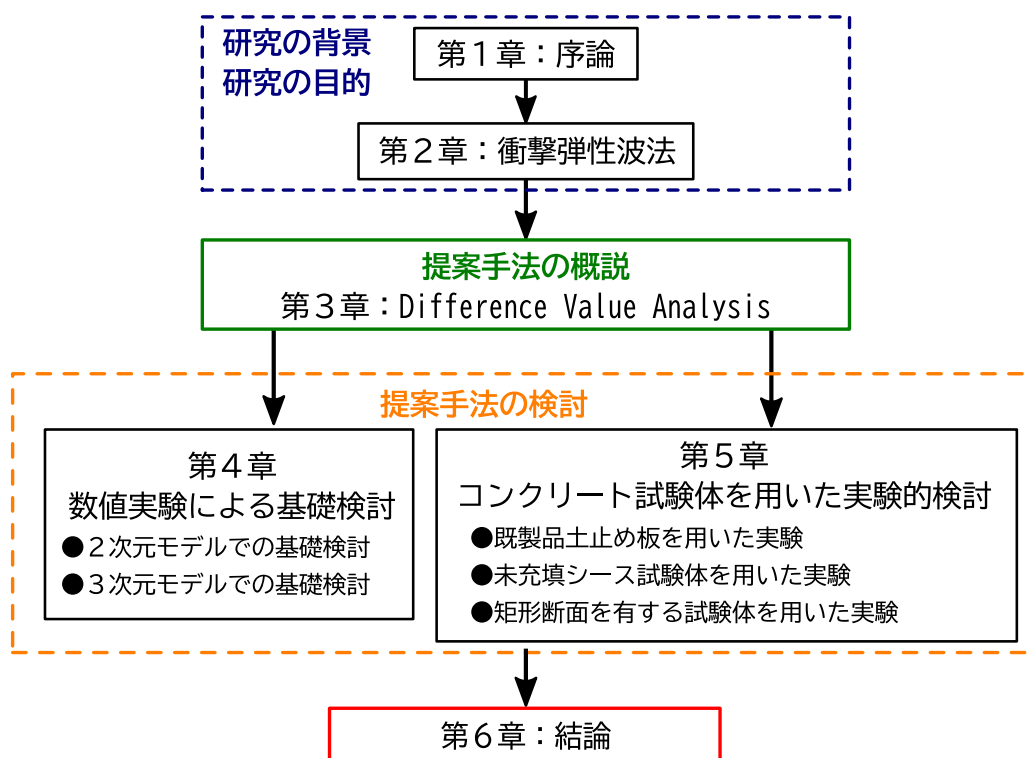 研究の背景
研究の目的
第１章：序論
第２章：衝撃弾性波法
提案手法の概説
第３章：Difference Value Analysis
提案手法の検討
第４章
数値実験による基礎検討
●２次元モデルでの基礎検討
●３次元モデルでの基礎検討
第５章
コンクリート試験体を用いた実験的検討
●既製品土止め板を用いた実験
●未充填シース試験体を用いた実験
●矩形断面を有する試験体を用いた実験
第６章：結論